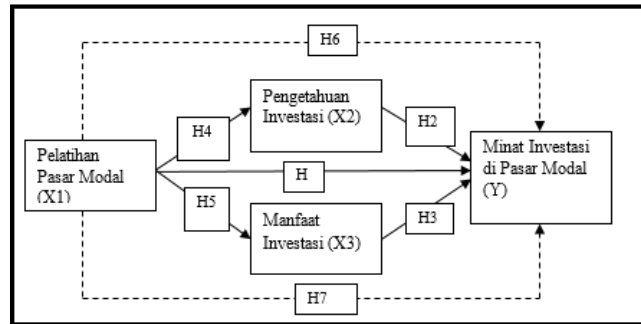 H6
Pengetahuan
Investasi (X2)
H4
H2
Pelatihan
Pasar Modal
(X1)
Minat Investasi
di Pasar Modal
(Y)
H
H5
Manfaat
Investasi (X3)
H3
H7